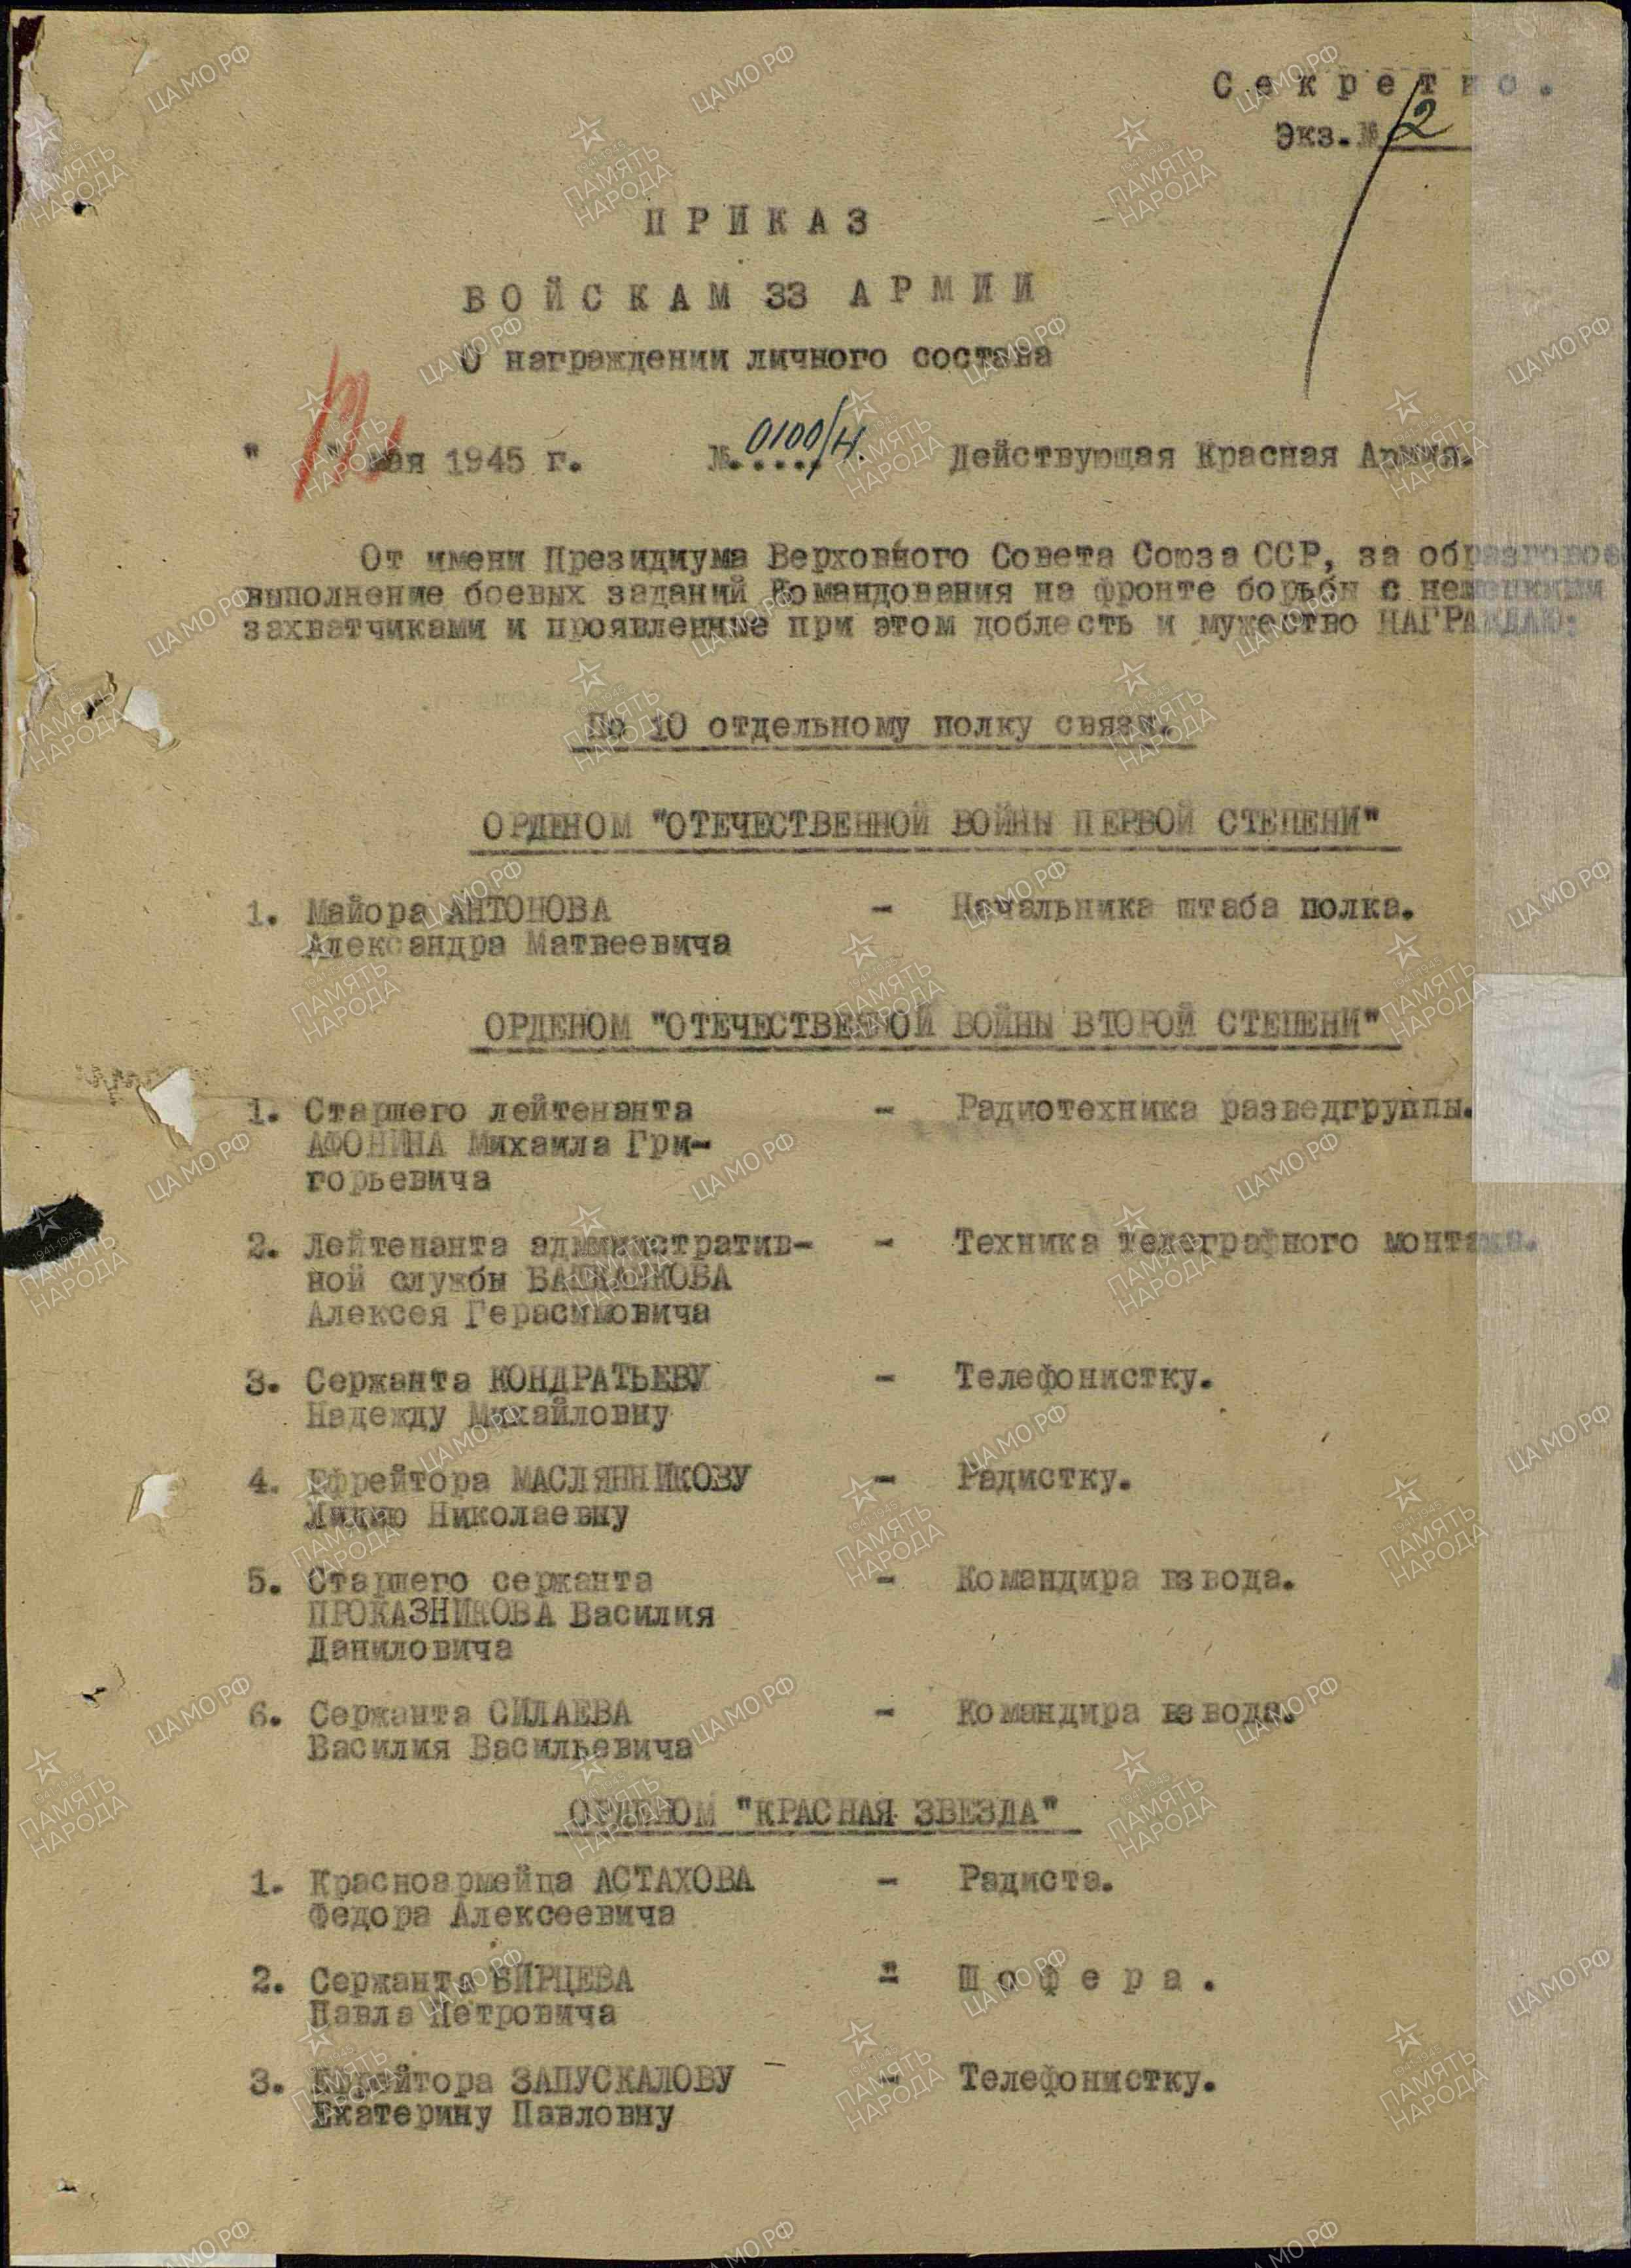 Секретно.
Экз.№ 2
ПРИКАЗ
ВОЙСКАМ 33 АРМИИ
О награждении личного состава
" " мая 1945 г. №.....0100/н. Действующая Красная Армия.
От имени Президиума Верховного Совета Союза ССР, за образцовое
выполнение боевых заданий Командования на фронте борьбы с немецкими
захватчиками и проявленные при этом доблесть и мужество НАГРАЖДАЮ:
По 10 отдельному полку связи.
ОРДЕНОМ "ОТЕЧЕСТВЕННОЙ ВОЙНЫ ПЕРВОЙ СТЕПЕНИ"
1. Майора АНТОНОВА - Начальника штаба полка.
Александра Матвеевича
ОРДЕНОМ "ОТЕЧЕСТВЕННОЙ ВОЙНЫ ВТОРОЙ СТЕПЕНИ"
1. Старшего лейтенанта - Радиотехника разведгруппы.
АФОНИНА Михаила Гри-
горьевича
2. Лейтенанта административ- - Техника телеграфного монтажа.
ной службы
Алексея Герасимовича
3. Сержанта КОНДРАТЬЕВУ - Телефонистку.
Надежду Михайловну
4. Ефрейтора МАСЛЯННИКОВУ - Радистку.
Лидию Николаевну
5. Старшего сержанта - Командира взвода.
ПРОКАЗНИКОВА Василия
Даниловича
6. Сержанта СИЛАЕВА - Командира взвода.
Василия Васильевича
ОРДЕНОМ "КРАСНАЯ ЗВЕЗДА"
1. Красноармейца АСТАХОВА - Радиста.
Федора Алексеевича
2. Сержанта ВИРЦЕВА - Шофера.
Павла Петровича
3. Ефрейтора ЗАПУСКАЛОВУ - Телефонистку.
Екатерину Павловну